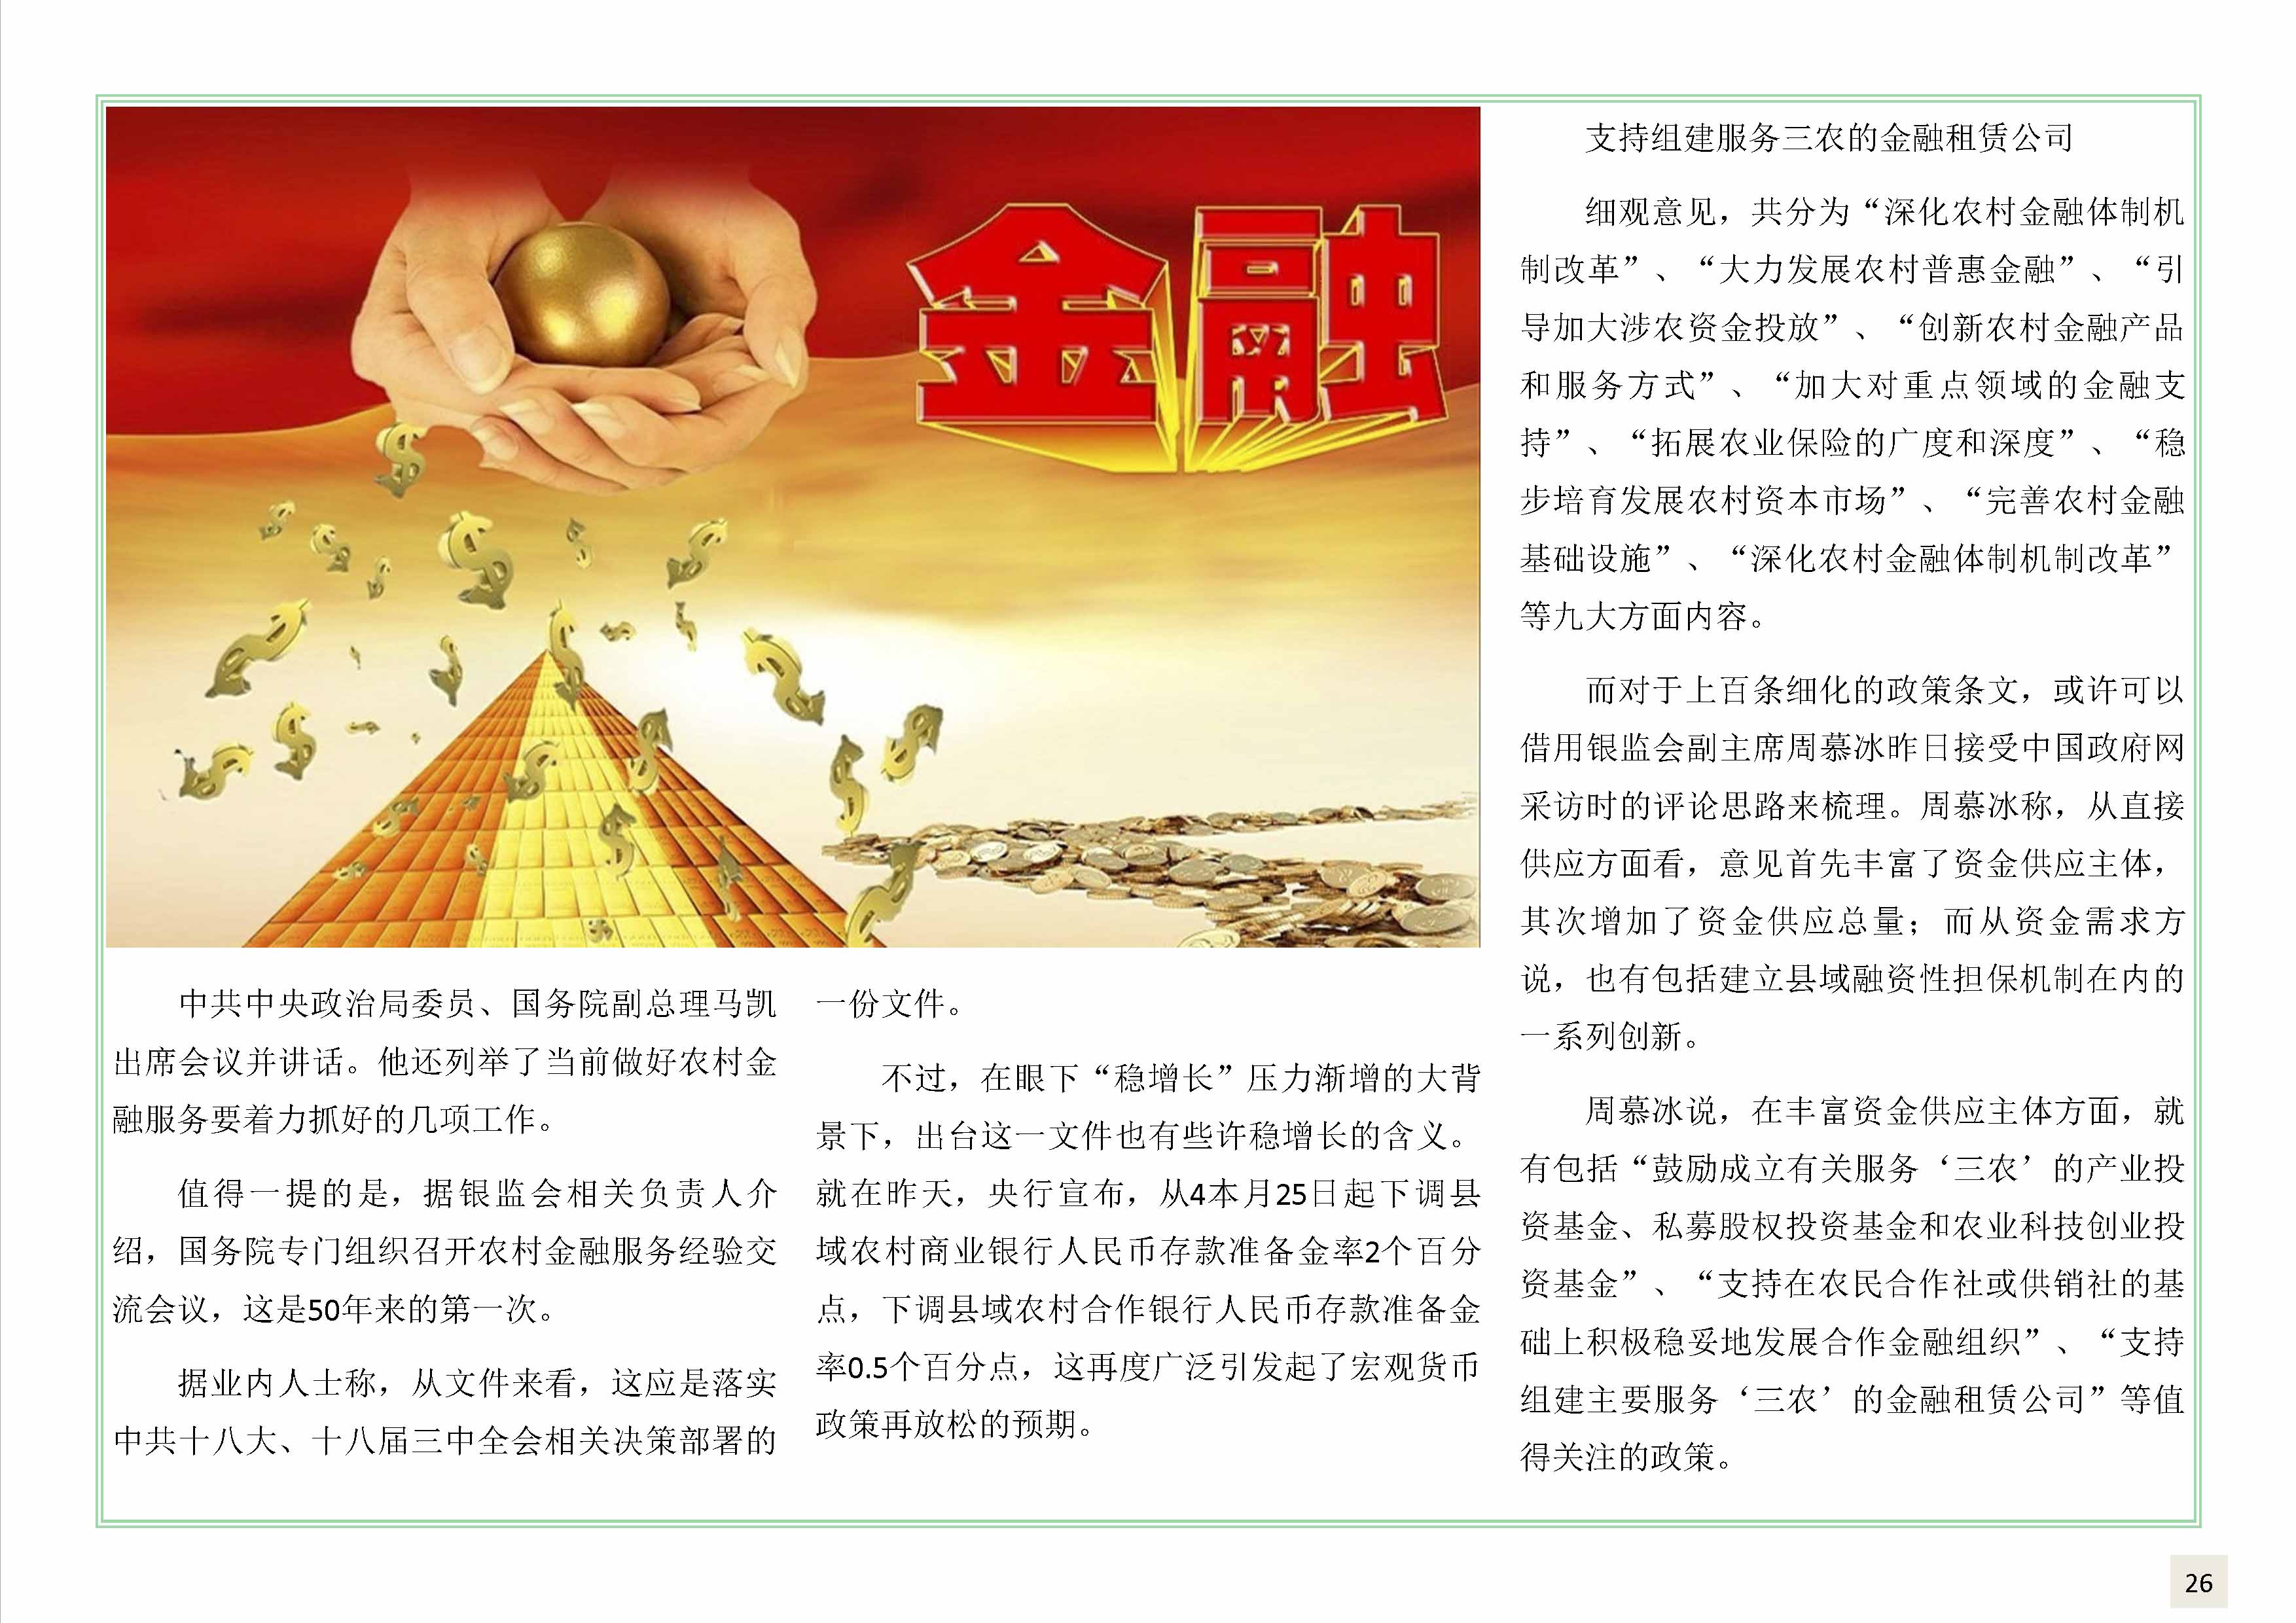 金融
中共中央政治局委员、国务院副总理马凯
出席会议并讲话。他还列举了当前做好农村金
融服务要着力抓好的几项工作。
值得一提的是，据银监会相关负责人介
绍，国务院专门组织召开农村金融服务经验交
流会议，这是50年来的第一次。
据业内人士称，从文件来看，这应是落实
中共十八大、十八届三中全会相关决策部署的
一份文件。
不过，在眼下“稳增长”压力渐增的大背
景下，出台这一文件也有些许稳增长的含义。
就在昨天，央行宣布，从4本月25日起下调县
域农村商业银行人民币存款准备金率2个百分
点，下调县域农村合作银行人民币存款准备金
率0.5个百分点，这再度广泛引发起了宏观货币
政策再放松的预期。
支持组建服务三农的金融租赁公司
细观意见，共分为“深化农村金融体制机
制改革”、“大力发展农村普惠金融”、“引
导加大涉农资金投放”、“创新农村金融产品
和服务方式”、“加大对重点领域的金融支
持”、“拓展农业保险的广度和深度”、“稳
步培育发展农村资本市场”、“完善农村金融
基础设施”、“深化农村金融体制机制改革”
等九大方面内容。
而对于上百条细化的政策条文，或许可以
借用银监会副主席周慕冰昨日接受中国政府网
采访时的评论思路来梳理。周慕冰称，从直接
供应方面看，意见首先丰富了资金供应主体，
其次增加了资金供应总量；而从资金需求方
说，也有包括建立县域融资性担保机制在内的
一系列创新。
周慕冰说，在丰富资金供应主体方面，就
有包括“鼓励成立有关服务‘三农’的产业投
资基金、私募股权投资基金和农业科技创业投
资基金”、“支持在农民合作社或供销社的基
础上积极稳妥地发展合作金融组织”、“支持
组建主要服务‘三农’的金融租赁公司”等值
得关注的政策。
26